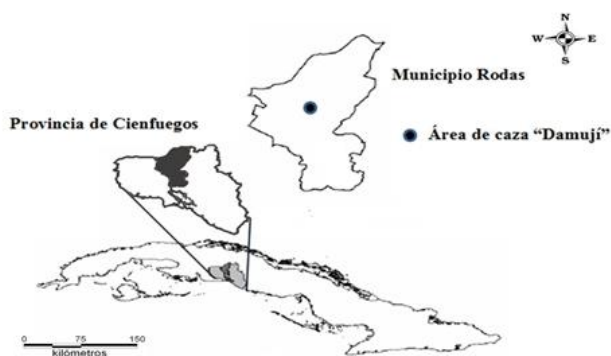 N
W E
S
Municipio Rodas
Provincia de Cienfuegos
Área de caza “Damují”
0 75 150
kilómetros